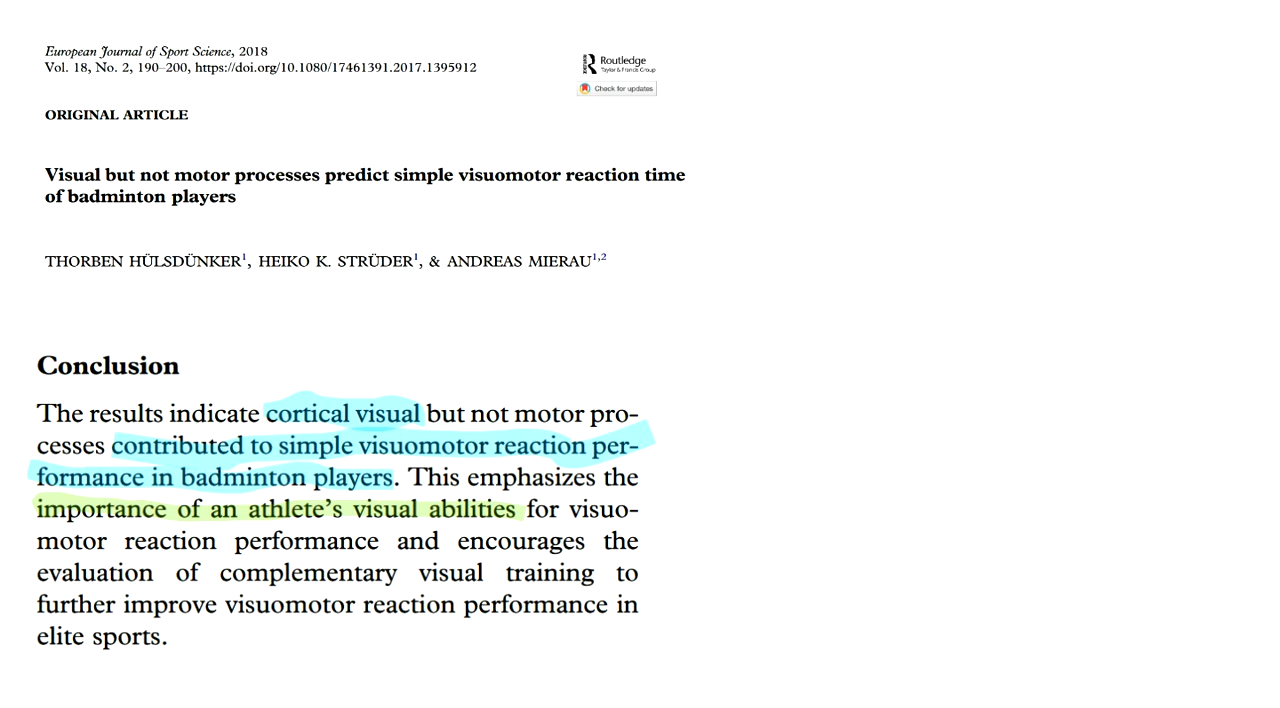 European Journal of Sport Science, 2018
Vol. 18, No. 2, 190–200, https://doi.org/10.1080/17461391.2017.1395912
Routledge
Taylor & Francis Group
Check for updates
ORIGINAL ARTICLE
Visual but not motor processes predict simple visuomotor reaction time
of badminton players
THORBEN HÜLSDÜNKER¹, HEIKO K. STRÜDER¹, & ANDREAS MIERAU¹,²
Conclusion
The results indicate cortical visual but not motor pro-
cesses contributed to simple visuomotor reaction per-
formance in badminton players. This emphasizes the
importance of an athlete's visual abilities for visuo-
motor reaction performance and encourages the
evaluation of complementary visual training to
further improve visuomotor reaction performance in
elite sports.